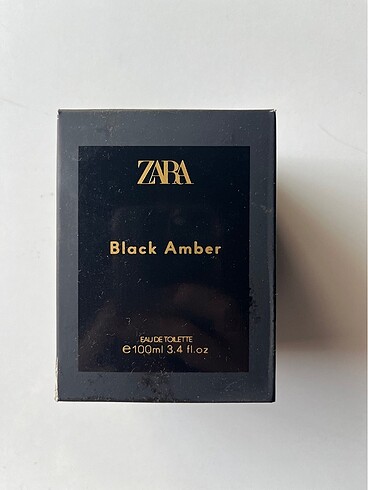 ZARA
Black Amber
EAU DE TOILETTE
℮100ml 3.4 fl.oz